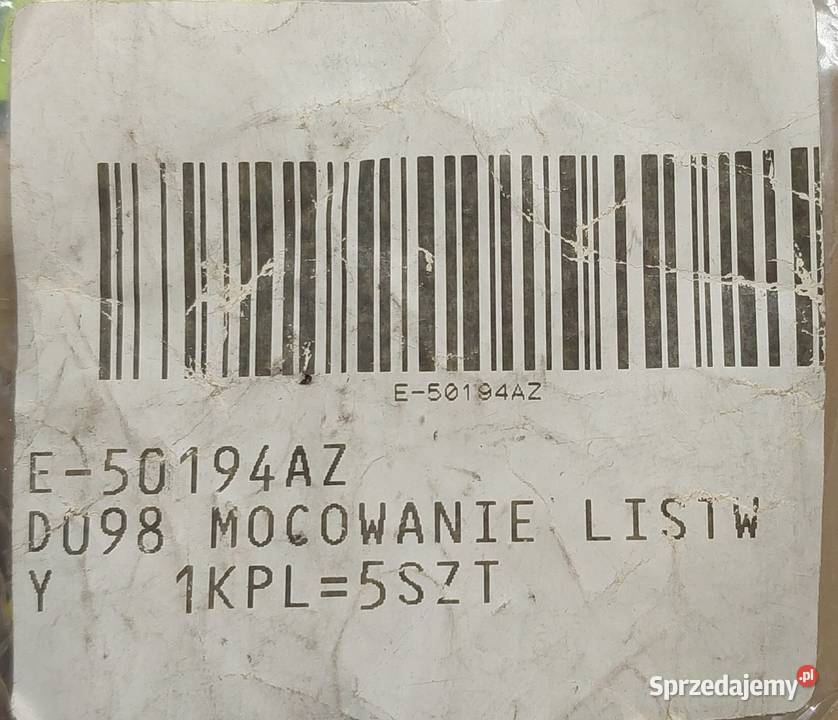 E-50194AZ
E-50194AZ
DU98 MOCOWANIE LISTW
Y 1KPL=5SZT
Sprzedajemy.pl